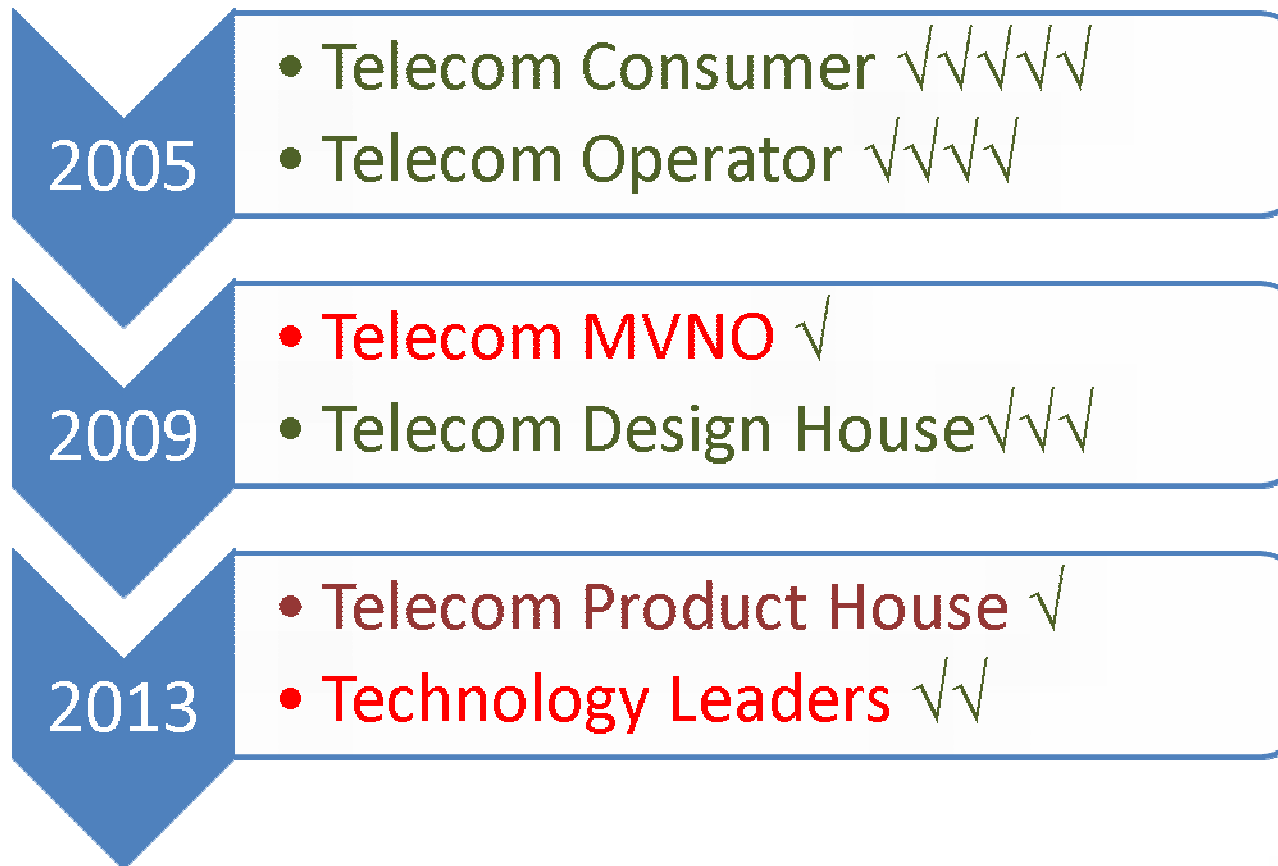 2005
• Telecom Consumer √√√√√
• Telecom Operator √√√√
2009
• Telecom MVNO √
• Telecom Design House√√√
2013
• Telecom Product House √
• Technology Leaders √√